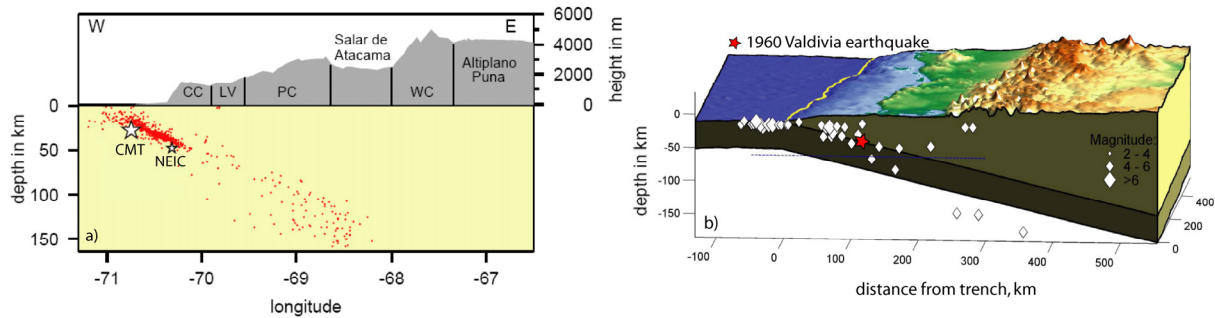 W
E
6000
4000
2000
0
height in m
Salar de
Atacama
Altiplano
Puna
CC
LV
PC
WC
0
50
100
150
depth in km
CMT
NEIC
a)
-71
-70
-69
-68
-67
longitude
1960 Valdivia earthquake
0
-50
-100
-150
depth in km
Magnitude:
2 - 4
4 - 6
>6
400
200
0
b)
-100
0
100
200
300
400
500
distance from trench, km